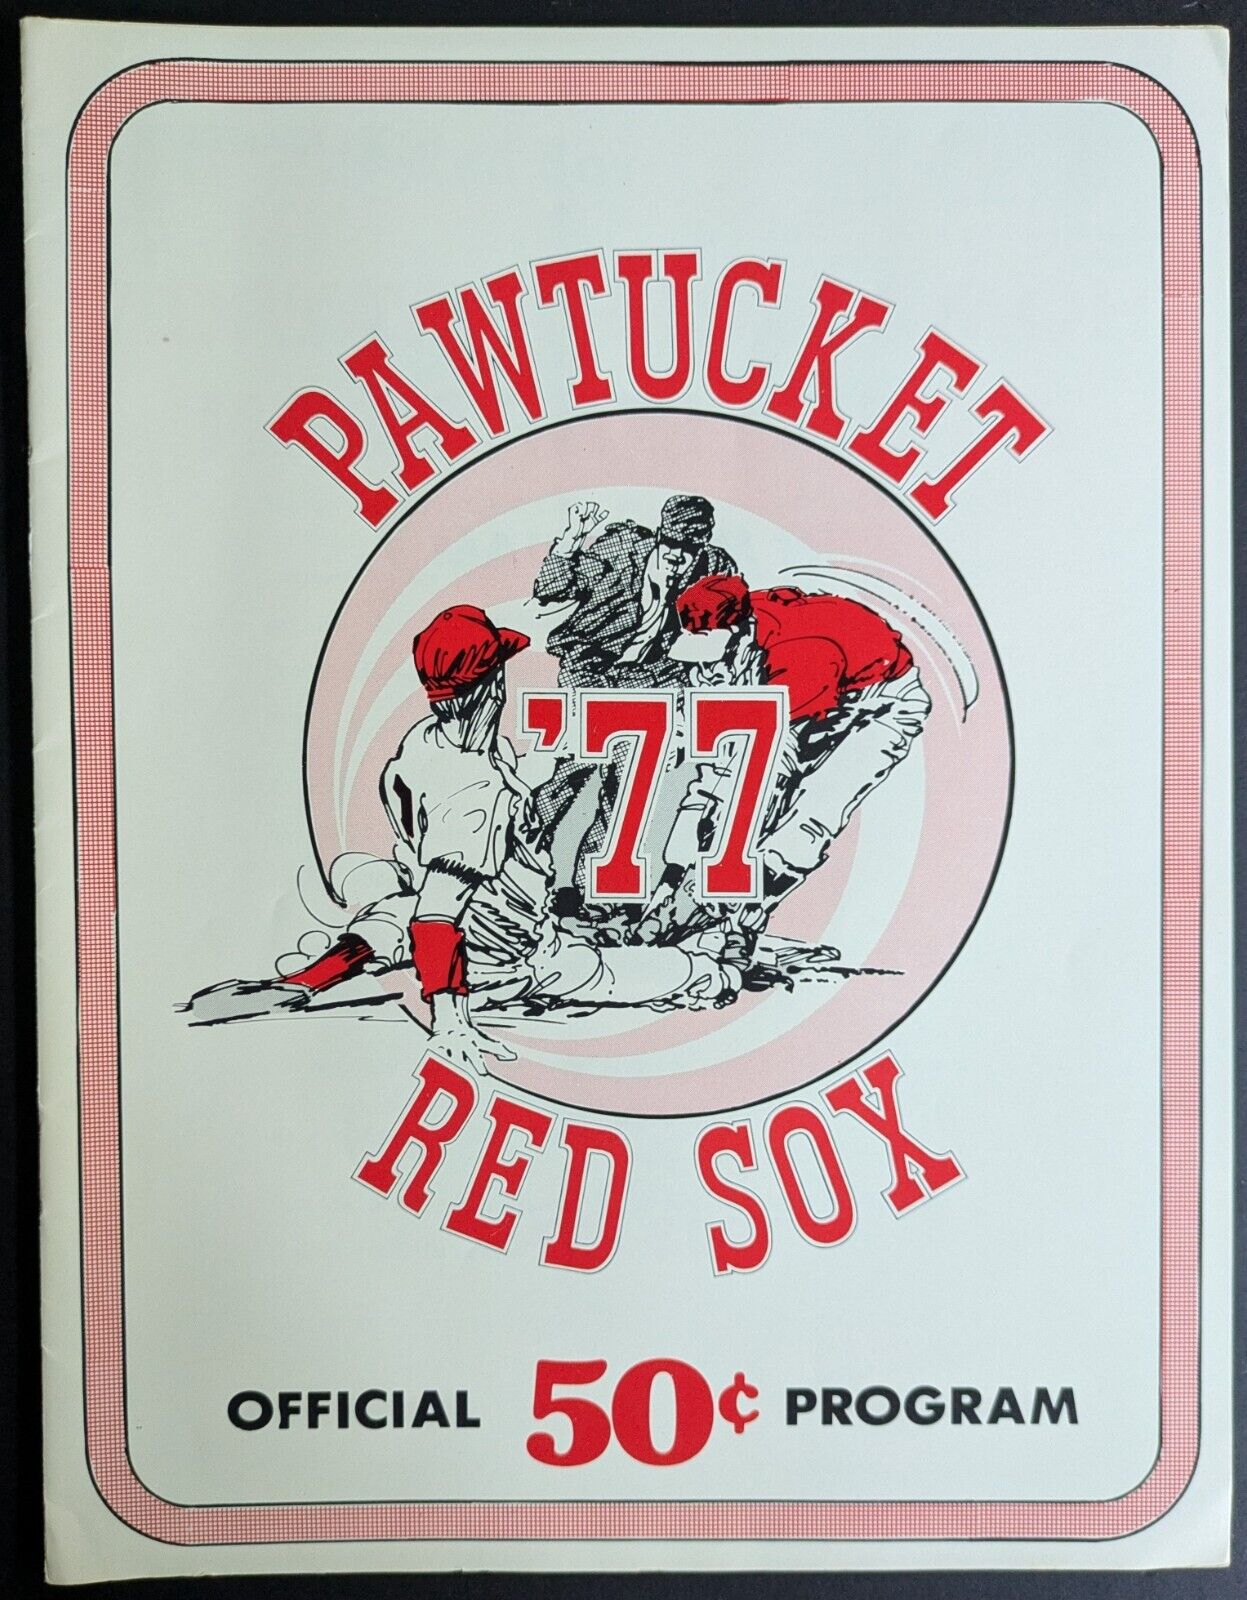 PAWTUCKET
'77
RED SOX
OFFICIAL 50¢ PROGRAM